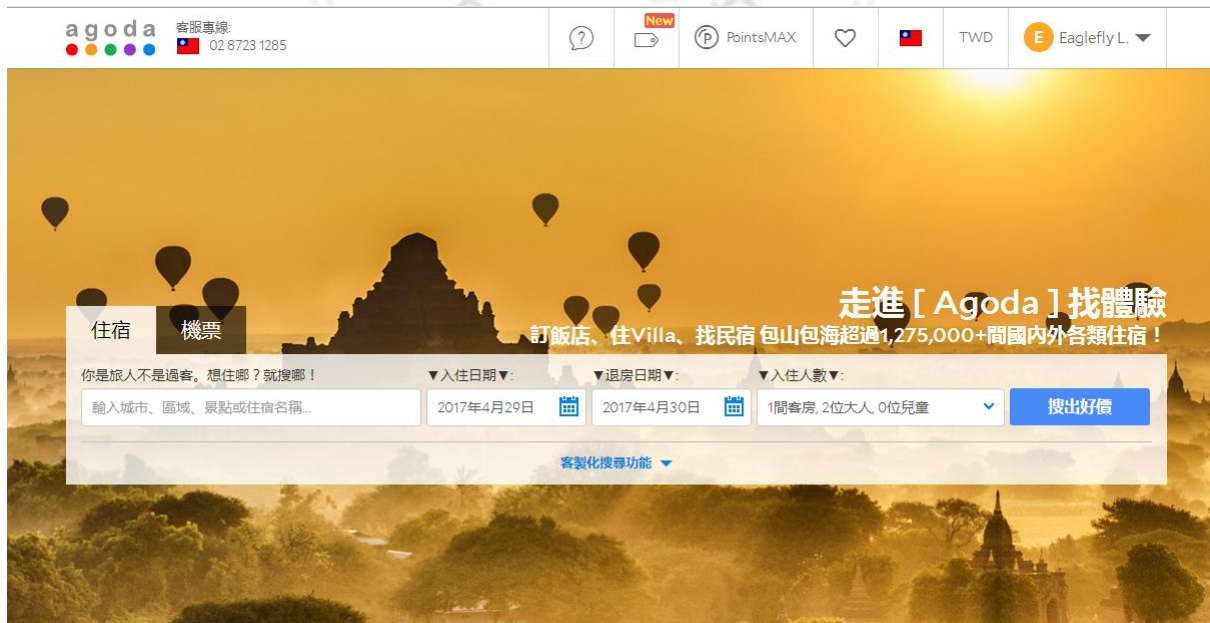 agoda
客服專線:
02 8723 1285
?
New
P PointsMAX
TWD
E Eaglefly L.
走進 [ Agoda ] 找體驗
訂飯店、住Villa、找民宿 包山包海超過1,275,000+間國內外各類住宿！
住宿
機票
你是旅人不是過客。想住哪？就搜哪！
▼入住日期▼:
▼退房日期▼:
▼入住人數▼:
輸入城市、區域、景點或住宿名稱...
2017年4月29日
2017年4月30日
1間客房, 2位大人, 0位兒童
搜出好價
客製化搜尋功能